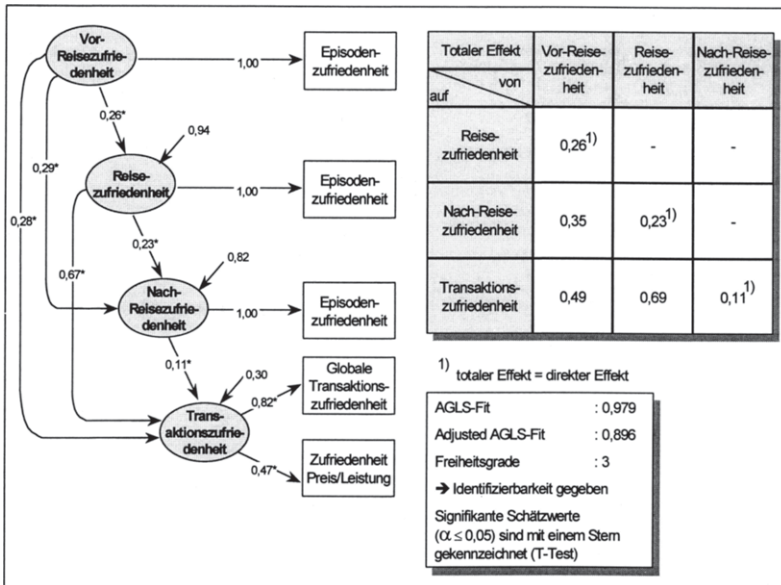 Vor-
Reisezufrie-
denheit
1,00
Episoden-
zufriedenheit
0,26*
0,94
0,29*
Reise-
zufriedenheit
1,00
Episoden-
zufriedenheit
0,28*
0,23*
0,82
0,67*
Nach-
Reisezufrie-
denheit
1,00
Episoden-
zufriedenheit
0,11*
0,30
0,82*
Globale
Transaktions-
zufriedenheit
Trans-
aktionszufrie-
denheit
0,47*
Zufriedenheit
Preis/Leistung
Totaler Effekt
von
auf
Vor-Reise-
zufrieden-
heit
Reise-
zufrieden-
heit
Nach-Reise-
zufrieden-
heit
Reise-
zufriedenheit
0,26 1)
-
-
Nach-Reise-
zufriedenheit
0,35
0,23 1)
-
Transaktions-
zufriedenheit
0,49
0,69
0,11 1)
1) totaler Effekt = direkter Effekt
AGLS-Fit : 0,979
Adjusted AGLS-Fit : 0,896
Freiheitsgrade : 3
➔ Identifizierbarkeit gegeben
Signifikante Schätzwerte
(α ≤ 0,05) sind mit einem Stern
gekennzeichnet (T-Test)